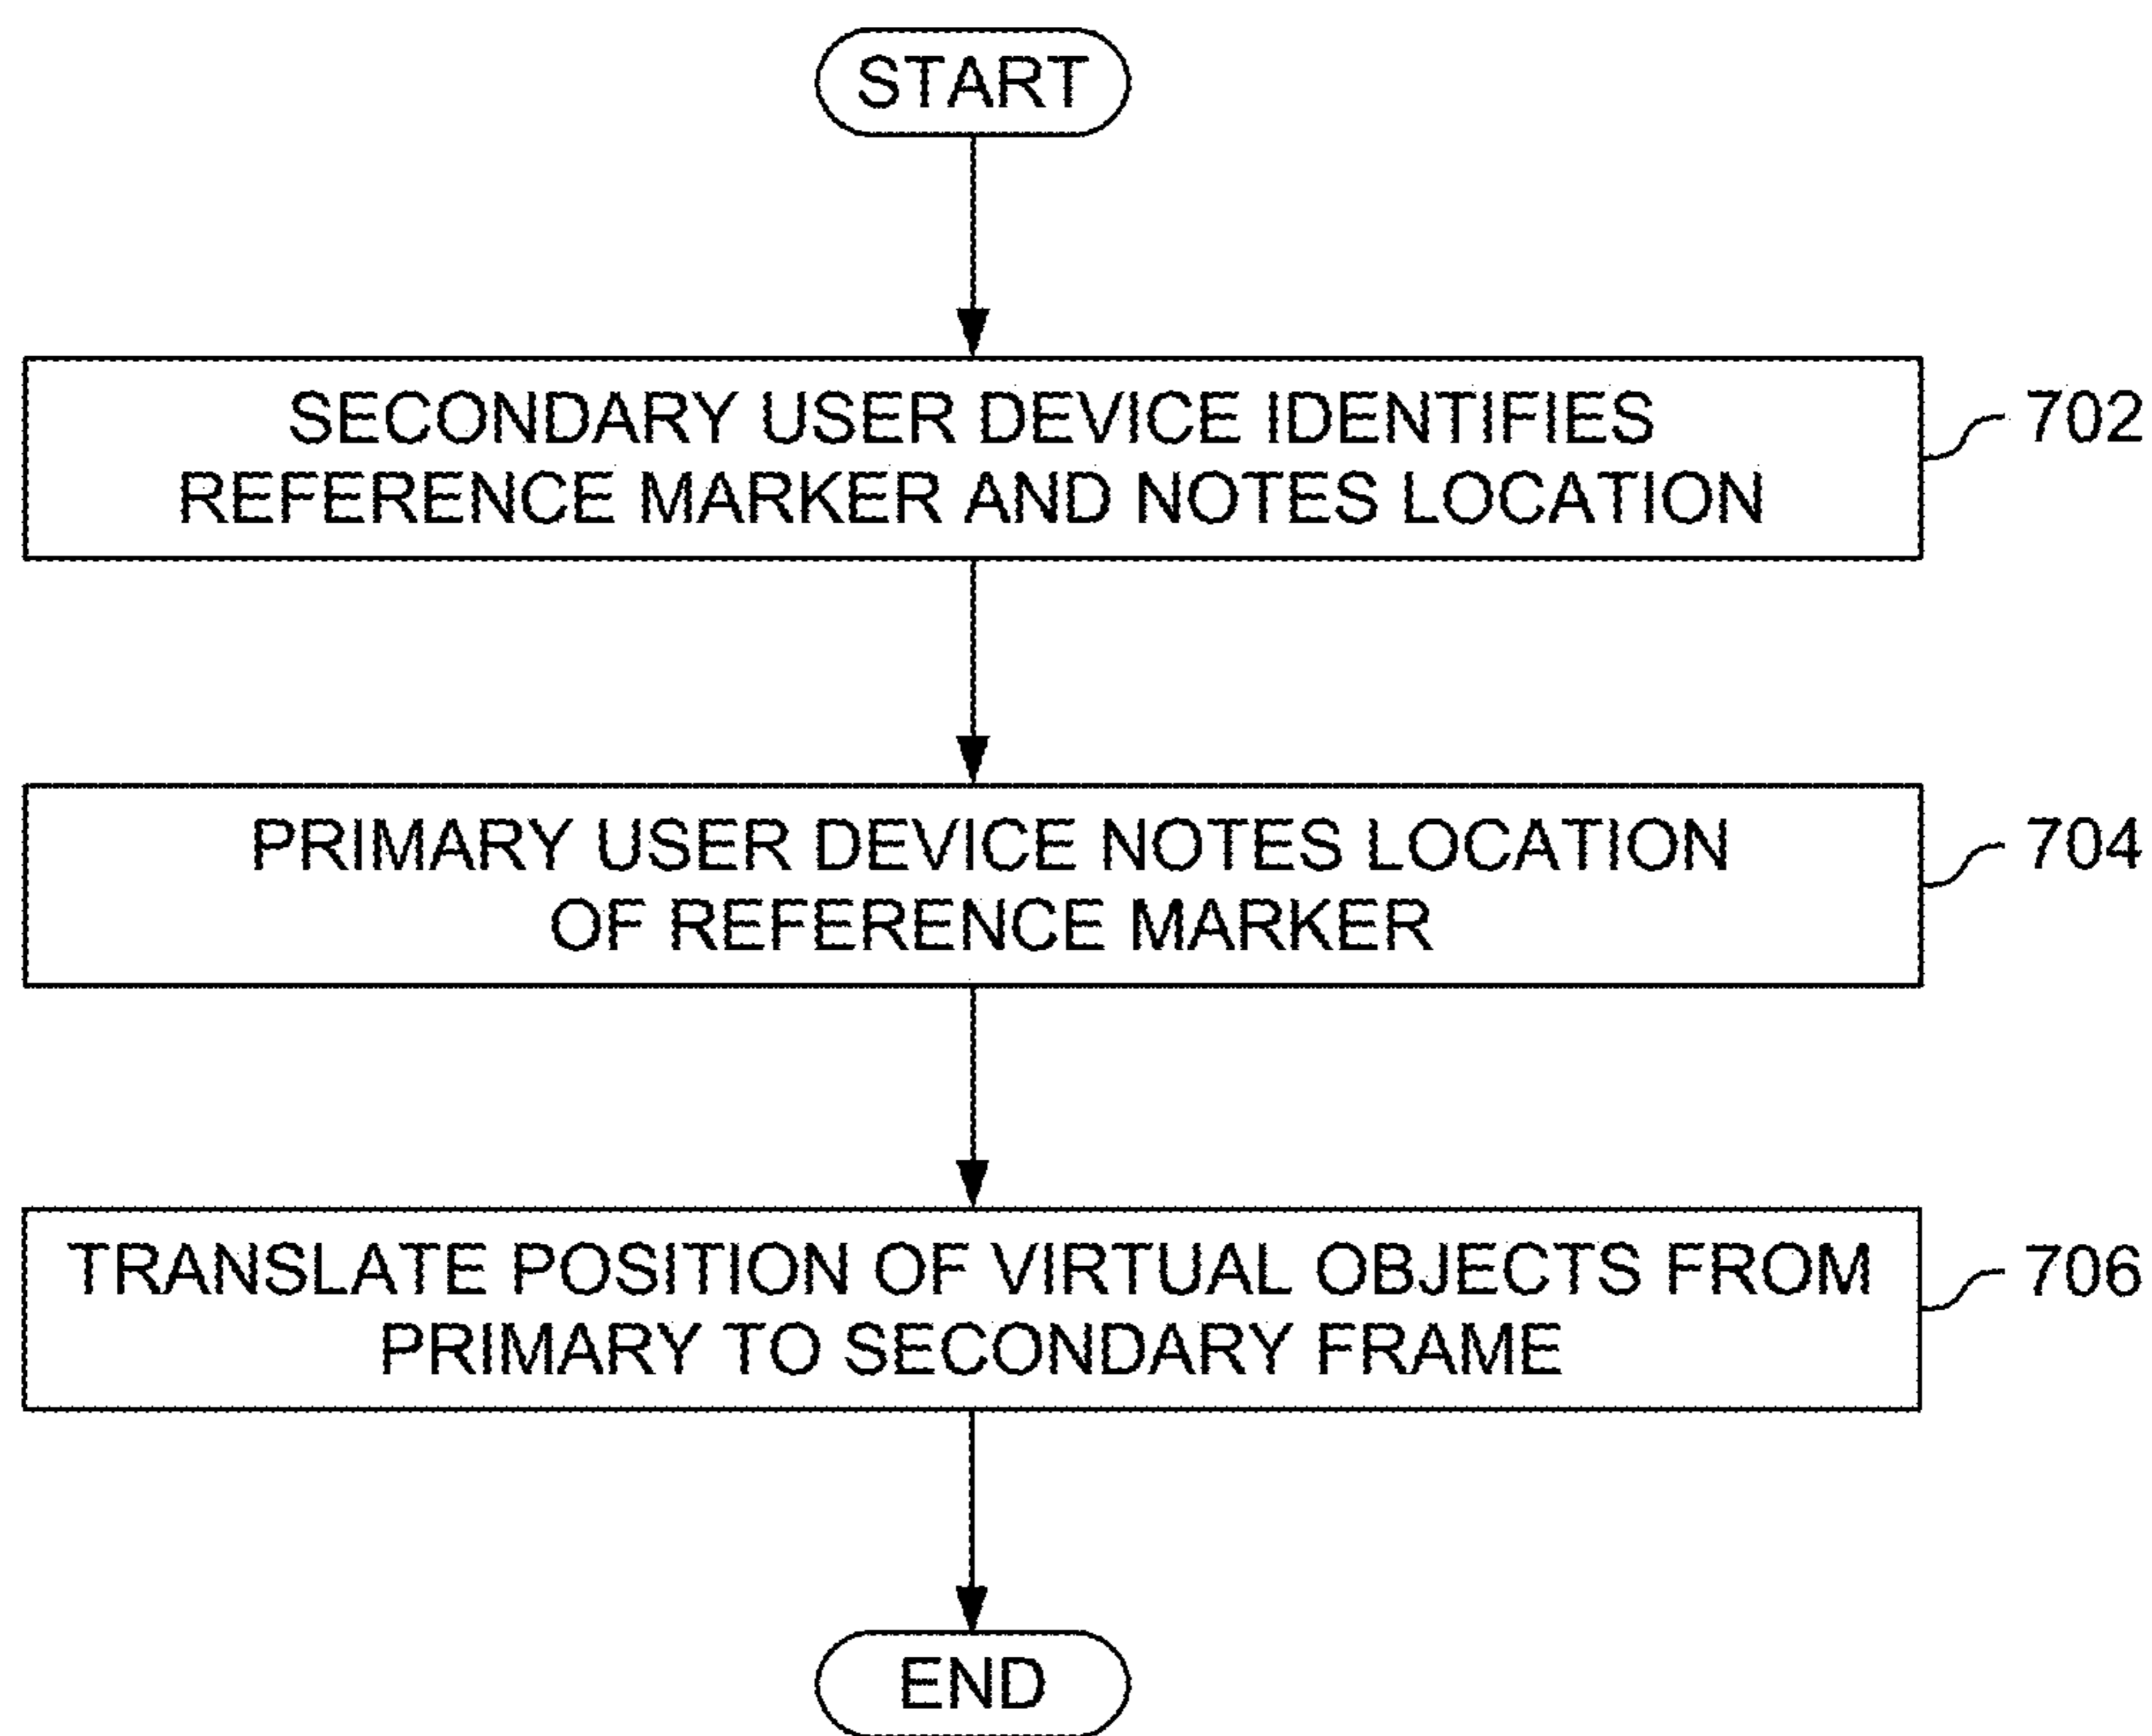 START
SECONDARY USER DEVICE IDENTIFIES
REFERENCE MARKER AND NOTES LOCATION
702
PRIMARY USER DEVICE NOTES LOCATION
OF REFERENCE MARKER
704
TRANSLATE POSITION OF VIRTUAL OBJECTS FROM
PRIMARY TO SECONDARY FRAME
706
END